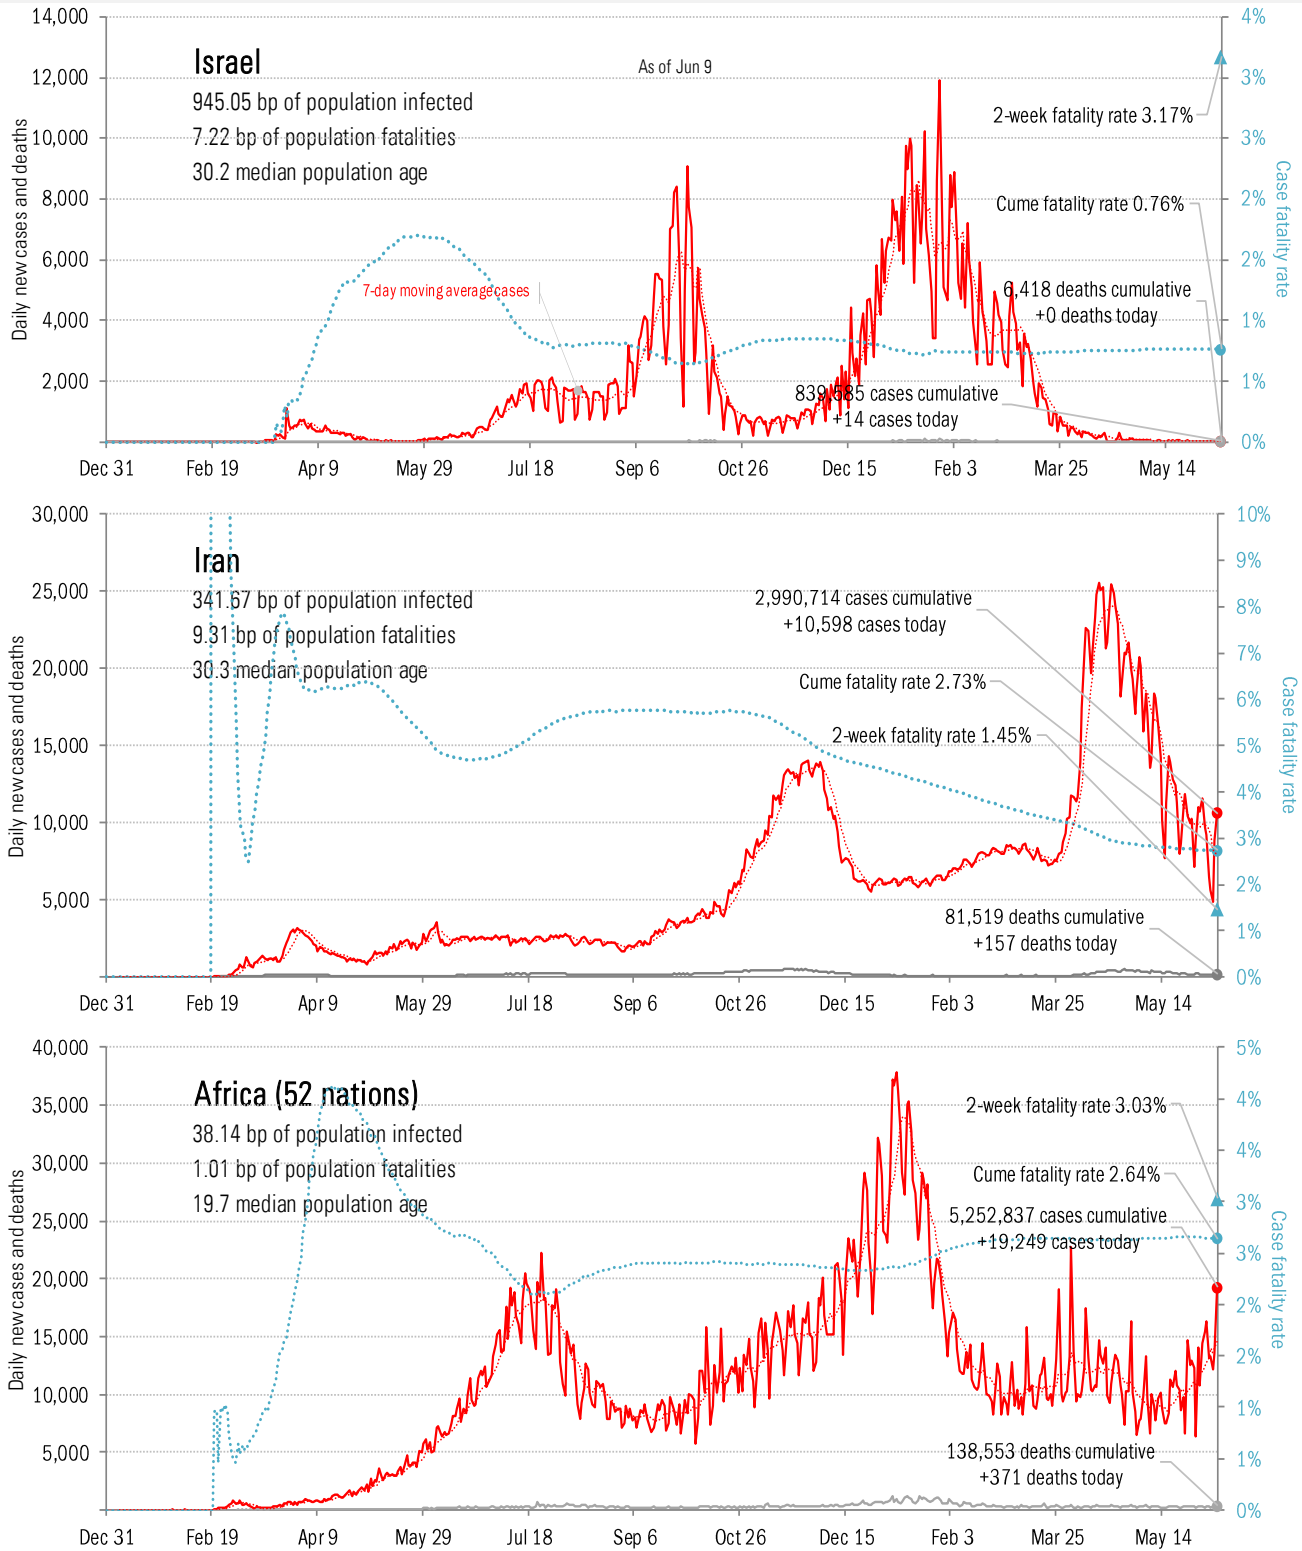 14,000
12,000
10,000
8,000
6,000
4,000
2,000
Daily new cases and deaths
Israel
945.05 bp of population infected
7.22 bp of population fatalities
30.2 median population age
As of Jun 9
7-day moving average cases
2-week fatality rate 3.17%
Cume fatality rate 0.76%
6,418 deaths cumulative
+0 deaths today
839,585 cases cumulative
+14 cases today
4%
3%
3%
2%
2%
1%
1%
0%
Case fatality rate
Dec 31 Feb 19 Apr 9 May 29 Jul 18 Sep 6 Oct 26 Dec 15 Feb 3 Mar 25 May 14
30,000
25,000
20,000
15,000
10,000
5,000
Daily new cases and deaths
Iran
341.67 bp of population infected
9.31 bp of population fatalities
30.3 median population age
2,990,714 cases cumulative
+10,598 cases today
Cume fatality rate 2.73%
2-week fatality rate 1.45%
81,519 deaths cumulative
+157 deaths today
10%
9%
8%
7%
6%
5%
4%
3%
2%
1%
0%
Case fatality rate
Dec 31 Feb 19 Apr 9 May 29 Jul 18 Sep 6 Oct 26 Dec 15 Feb 3 Mar 25 May 14
40,000
35,000
30,000
25,000
20,000
15,000
10,000
5,000
Daily new cases and deaths
Africa (52 nations)
38.14 bp of population infected
1.01 bp of population fatalities
19.7 median population age
2-week fatality rate 3.03%
Cume fatality rate 2.64%
5,252,837 cases cumulative
+19,249 cases today
138,553 deaths cumulative
+371 deaths today
5%
4%
4%
3%
3%
2%
2%
1%
1%
0%
Case fatality rate
Dec 31 Feb 19 Apr 9 May 29 Jul 18 Sep 6 Oct 26 Dec 15 Feb 3 Mar 25 May 14